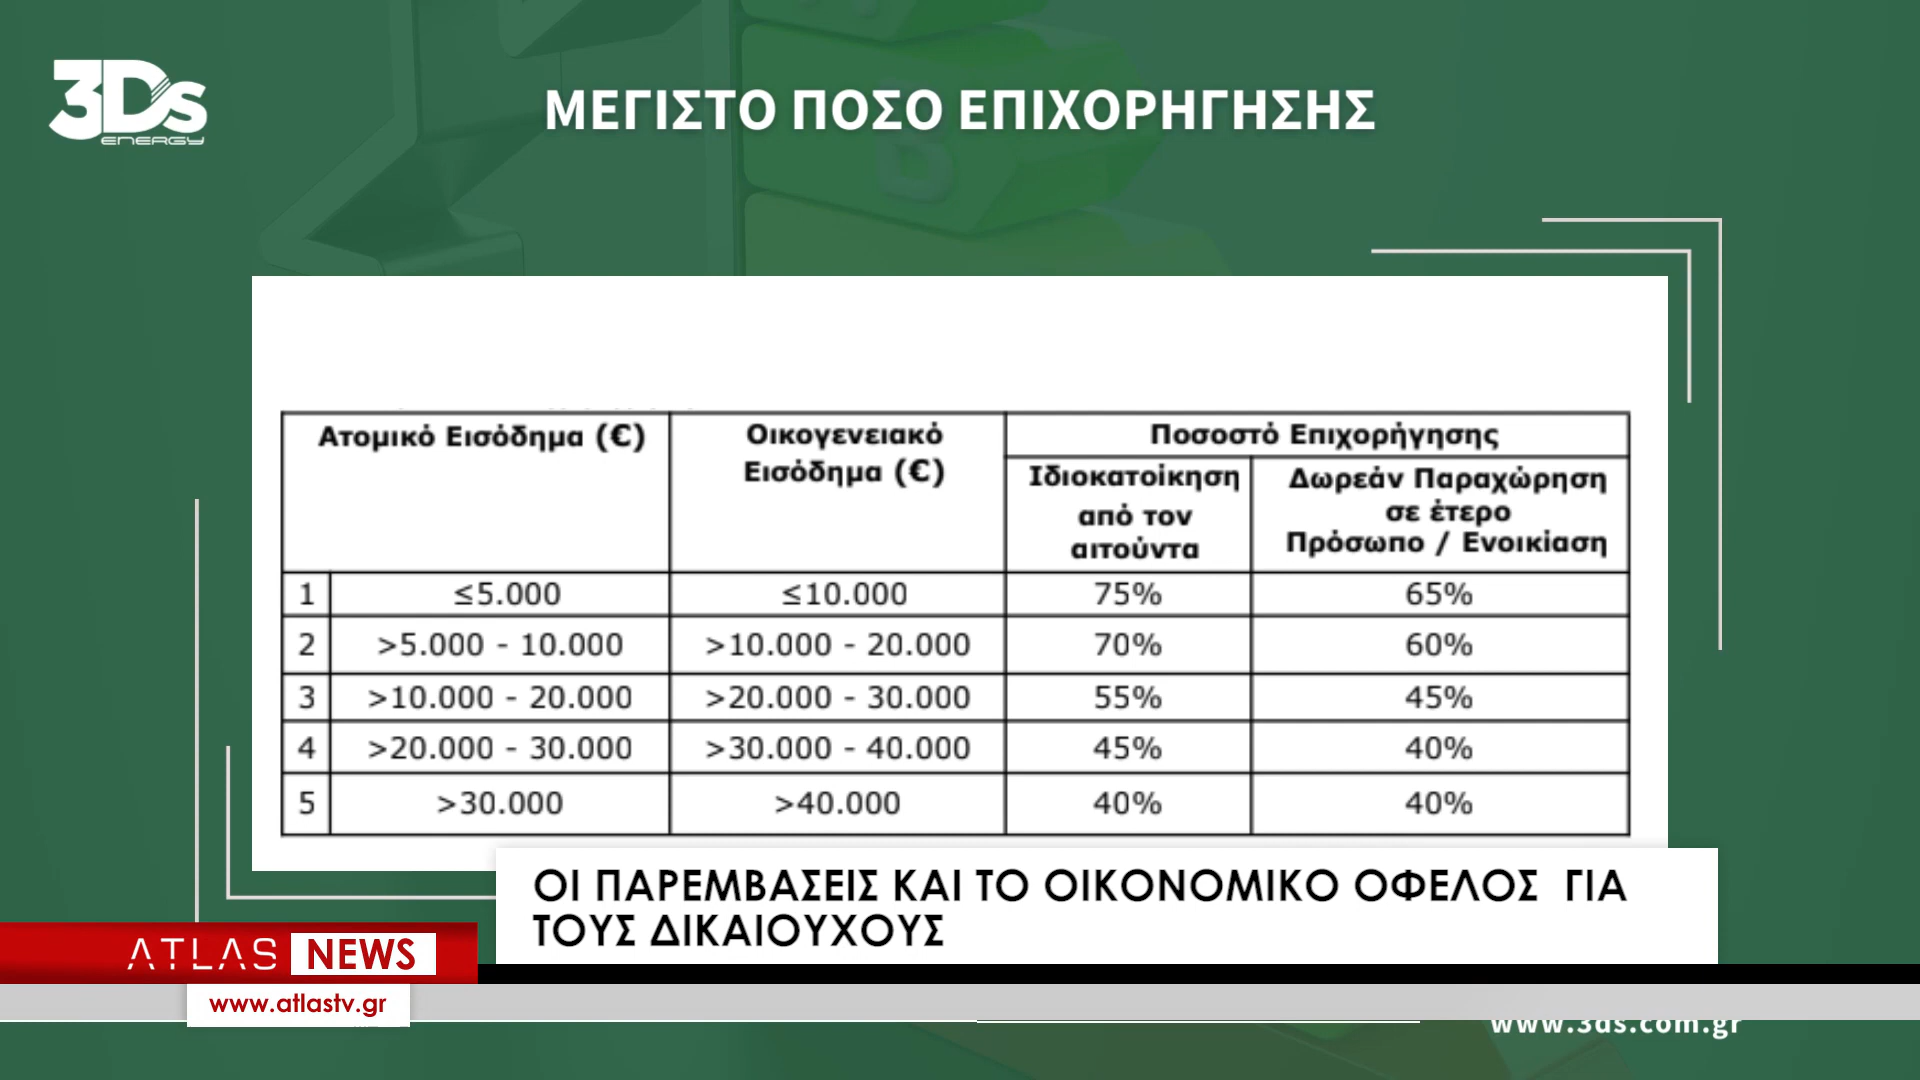 3Ds
ENERGY
ΜΕΓΙΣΤΟ ΠΟΣΟ ΕΠΙΧΟΡΗΓΗΣΗΣ
Ατομικό Εισόδημα (€)
Οικογενειακό
Εισόδημα (€)
Ποσοστό Επιχορήγησης
Ιδιοκατοίκηση
από τον
αιτούντα
Δωρεάν Παραχώρηση
σε έτερο
Πρόσωπο / Ενοικίαση
1 ≤5.000 ≤10.000 75% 65%
2 >5.000 - 10.000 >10.000 - 20.000 70% 60%
3 >10.000 - 20.000 >20.000 - 30.000 55% 45%
4 >20.000 - 30.000 >30.000 - 40.000 45% 40%
5 >30.000 >40.000 40% 40%
ΟΙ ΠΑΡΕΜΒΑΣΕΙΣ ΚΑΙ ΤΟ ΟΙΚΟΝΟΜΙΚΟ ΟΦΕΛΟΣ ΓΙΑ
ΤΟΥΣ ΔΙΚΑΙΟΥΧΟΥΣ
ATLAS NEWS
www.atlastv.gr
www.3ds.com.gr